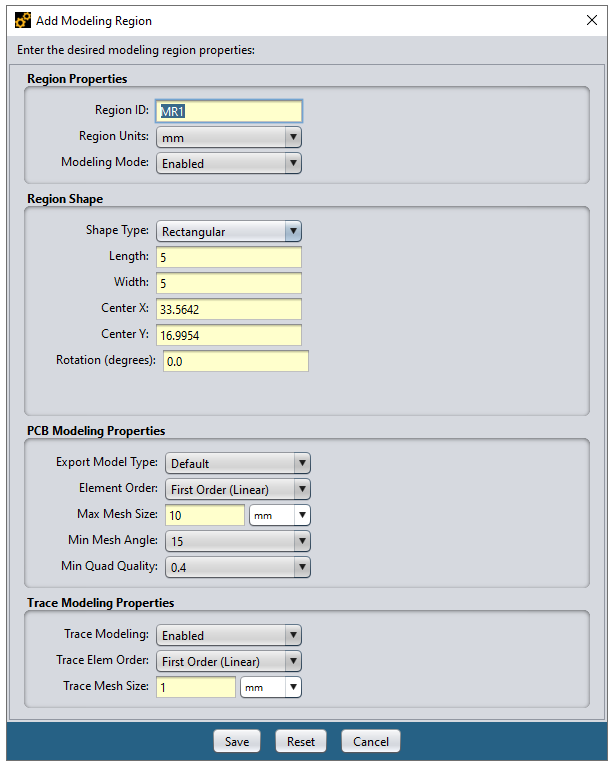 Add Modeling Region
Enter the desired modeling region properties:
Region Properties
Region ID: MR1
Region Units: mm
Modeling Mode: Enabled
Region Shape
Shape Type: Rectangular
Length: 5
Width: 5
Center X: 33.5642
Center Y: 16.9954
Rotation (degrees): 0.0
PCB Modeling Properties
Export Model Type: Default
Element Order: First Order (Linear)
Max Mesh Size: 10 mm
Min Mesh Angle: 15
Min Quad Quality: 0.4
Trace Modeling Properties
Trace Modeling: Enabled
Trace Elem Order: First Order (Linear)
Trace Mesh Size: 1 mm
Save Reset Cancel